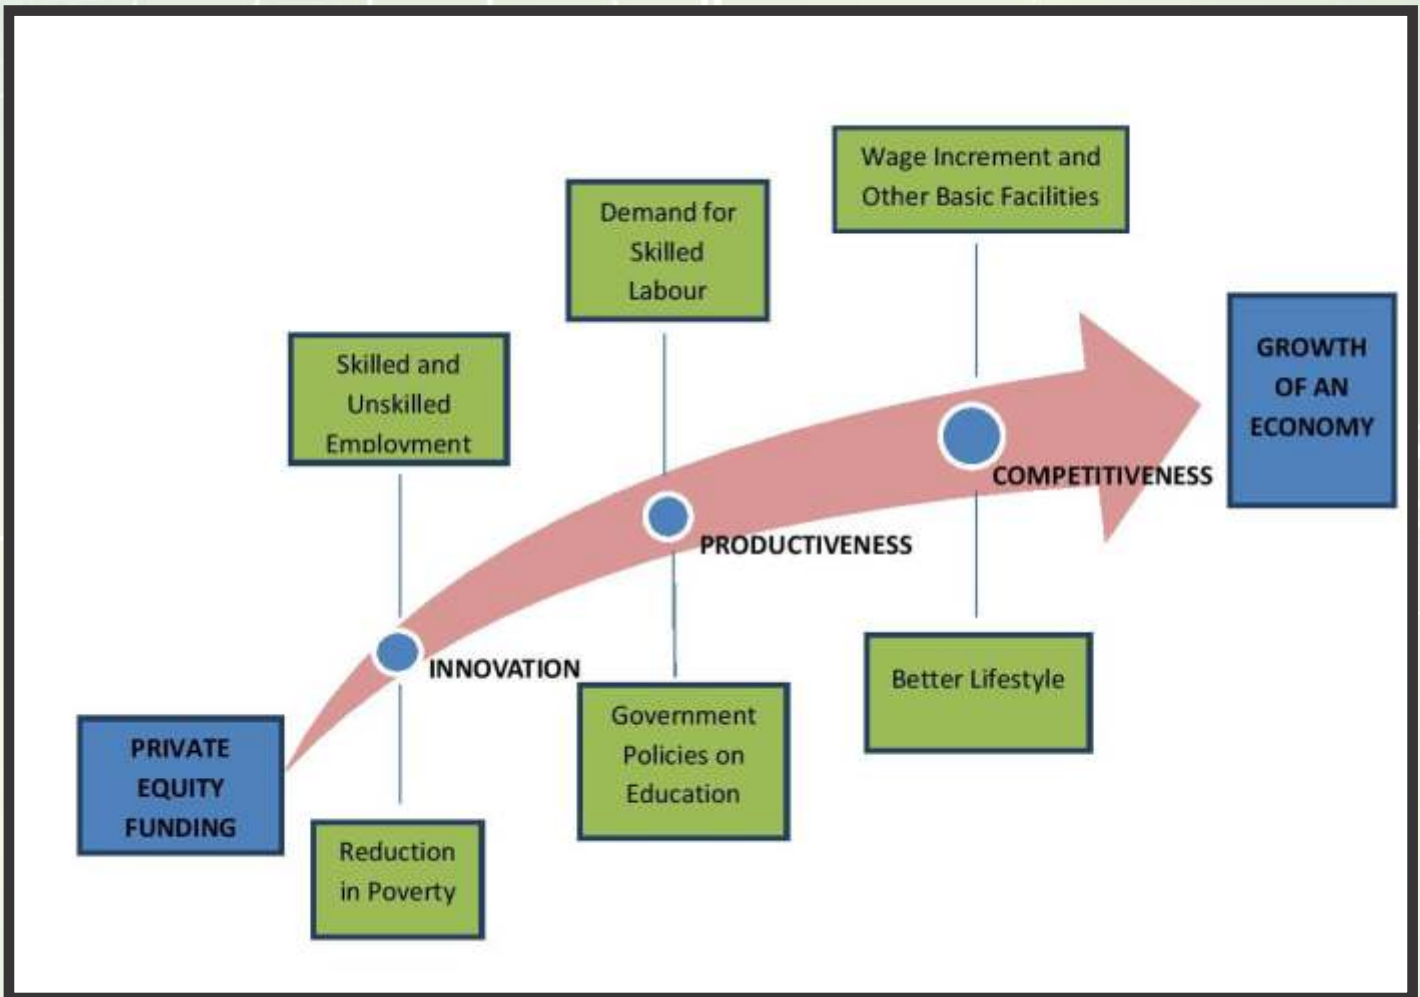 Wage Increment and
Other Basic Facilities
Demand for
Skilled
Labour
GROWTH
OF AN
ECONOMY
Skilled and
Unskilled
Employment
COMPETITIVENESS
PRODUCTIVENESS
INNOVATION
Better Lifestyle
Government
Policies on
Education
PRIVATE
EQUITY
FUNDING
Reduction
in Poverty